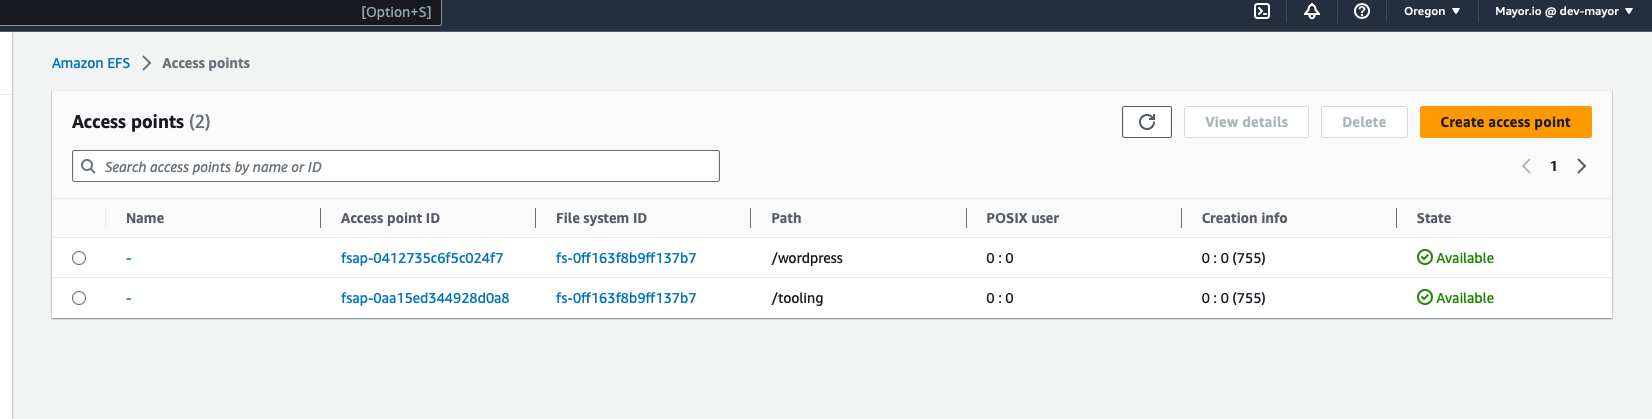 [Option+S] Oregon Mayor.io @ dev-mayor
Amazon EFS Access points
Access points (2) View details Delete Create access point
Search access points by name or ID 1
Name Access point ID File system ID Path POSIX user Creation info State
- fsap-0412735c6f5c024f7 fs-0ff163f8b9ff137b7 /wordpress 0 : 0 0 : 0 (755) Available
- fsap-0aa15ed344928d0a8 fs-0ff163f8b9ff137b7 /tooling 0 : 0 0 : 0 (755) Available